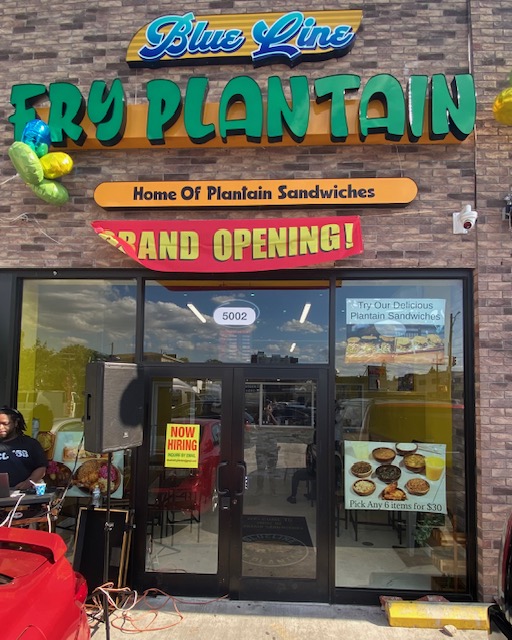 Blue Line
FRY PLANTAIN
Home Of Plantain Sandwiches
GRAND OPENING!
5002
Try Our Delicious
Plantain Sandwiches
NOW
HIRING
Pick Any 6 items for $30